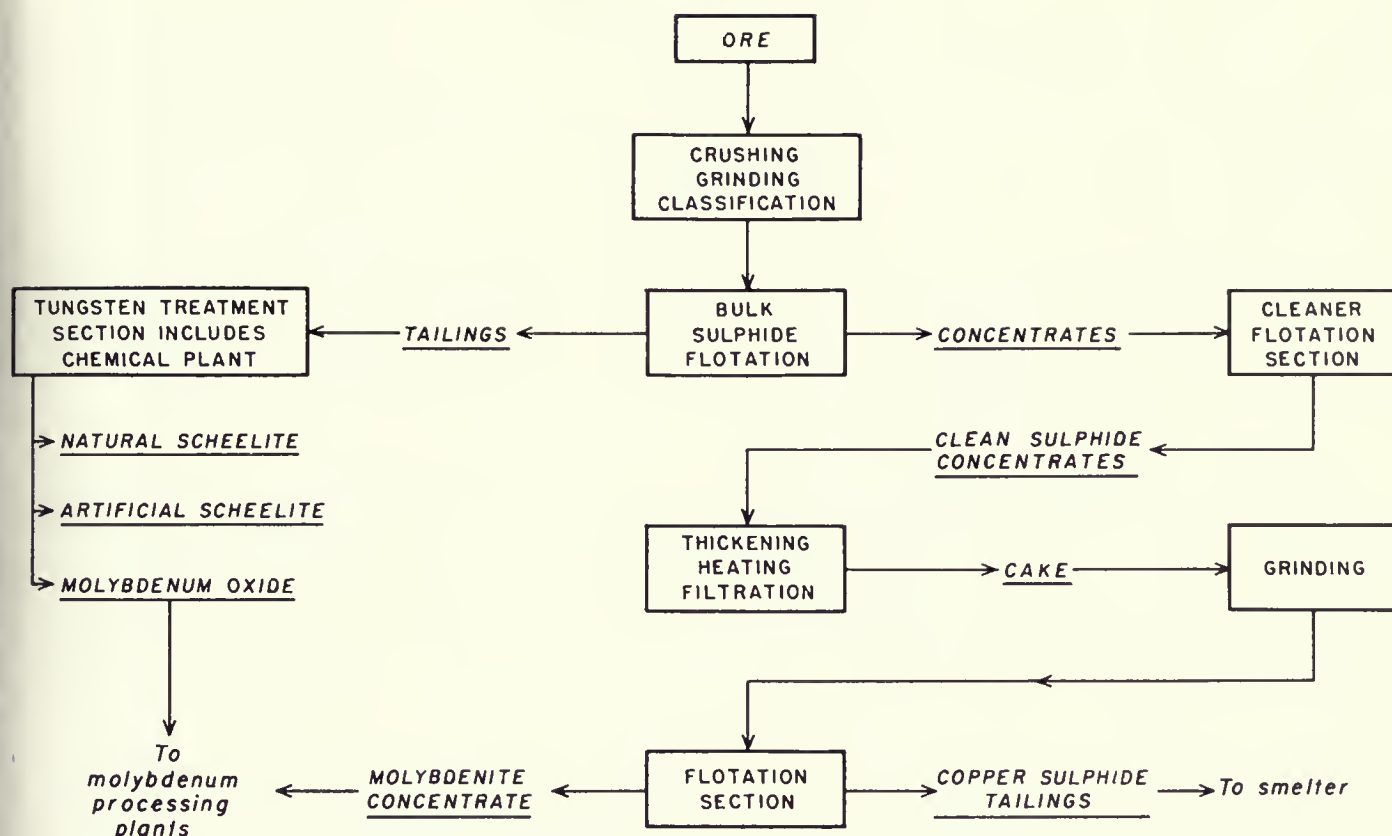 ORE
CRUSHING
GRINDING
CLASSIFICATION
TUNGSTEN TREATMENT
SECTION INCLUDES
CHEMICAL PLANT
TAILINGS
BULK
SULPHIDE
FLOTATION
CONCENTRATES
CLEANER
FLOTATION
SECTION
NATURAL SCHEELITE
ARTIFICIAL SCHEELITE
MOLYBDENUM OXIDE
CLEAN SULPHIDE
CONCENTRATES
THICKENING
HEATING
FILTRATION
CAKE
GRINDING
To
molybdenum
processing
plants
MOLYBDENITE
CONCENTRATE
FLOTATION
SECTION
COPPER SULPHIDE
TAILINGS
To smelter